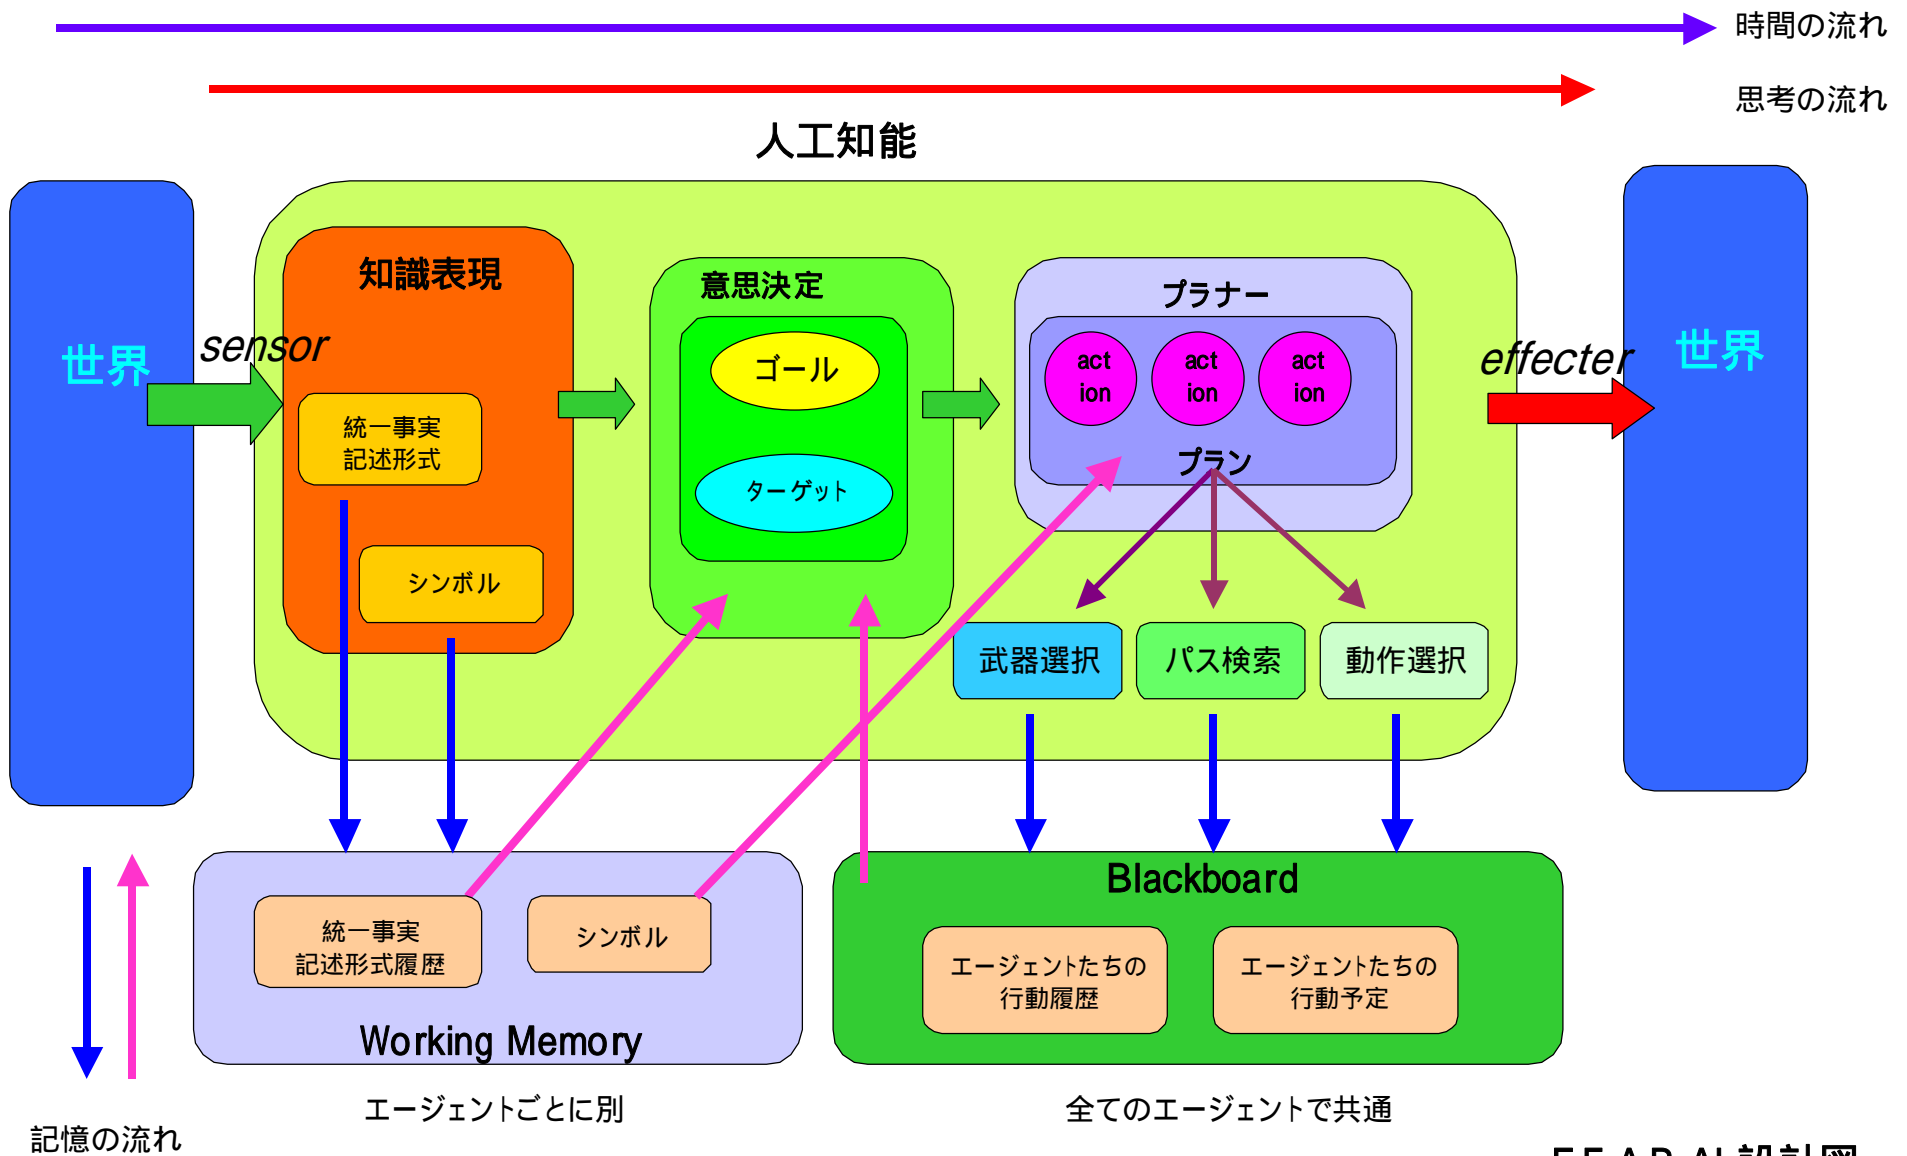 時間の流れ
思考の流れ
人工知能
世界
sensor
知識表現
統一事実
記述形式
シンボル
意思決定
ゴール
ターゲット
プラナー
act
ion
act
ion
act
ion
プラン
武器選択
パス検索
動作選択
effecter
世界
統一事実
記述形式履歴
シンボル
Working Memory
エージェントごとに別
Blackboard
エージェントたちの
行動履歴
エージェントたちの
行動予定
全てのエージェントで共通
記憶の流れ